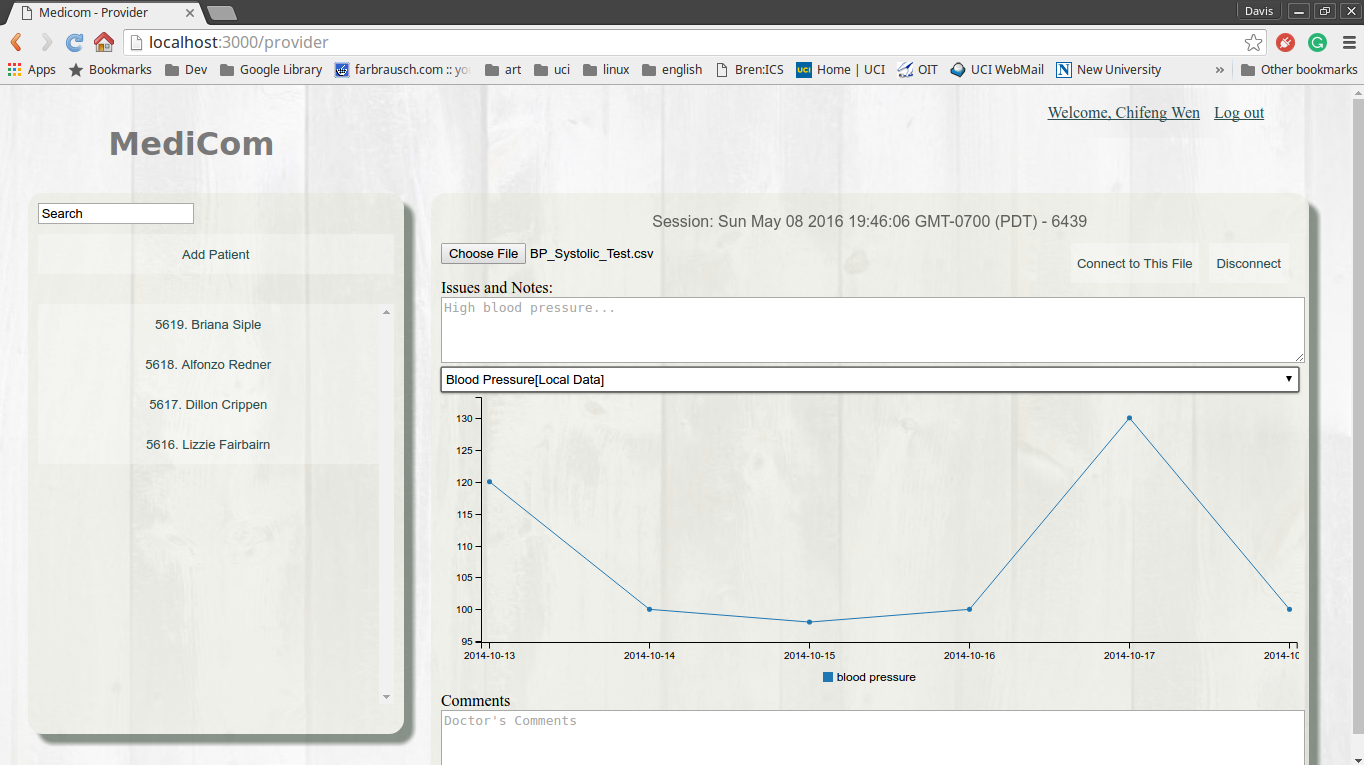 Medicom - Provider
Davis
localhost:3000/provider
Apps Bookmarks Dev Google Library farbrausch.com :: art uci linux english Bren:ICS UCI Home | UCI OIT UCI WebMail N New University » Other bookmarks
Welcome, Chifeng Wen Log out
MediCom
Search
Add Patient
5619. Briana Siple
5618. Alfonzo Redner
5617. Dillon Crippen
5616. Lizzie Fairbairn
Session: Sun May 08 2016 19:46:06 GMT-0700 (PDT) - 6439
Choose File BP_Systolic_Test.csv
Connect to This File Disconnect
Issues and Notes:
High blood pressure...
Blood Pressure[Local Data]
130
125
120
115
110
105
100
95
2014-10-13 2014-10-14 2014-10-15 2014-10-16 2014-10-17 2014-10
blood pressure
Comments
Doctor's Comments